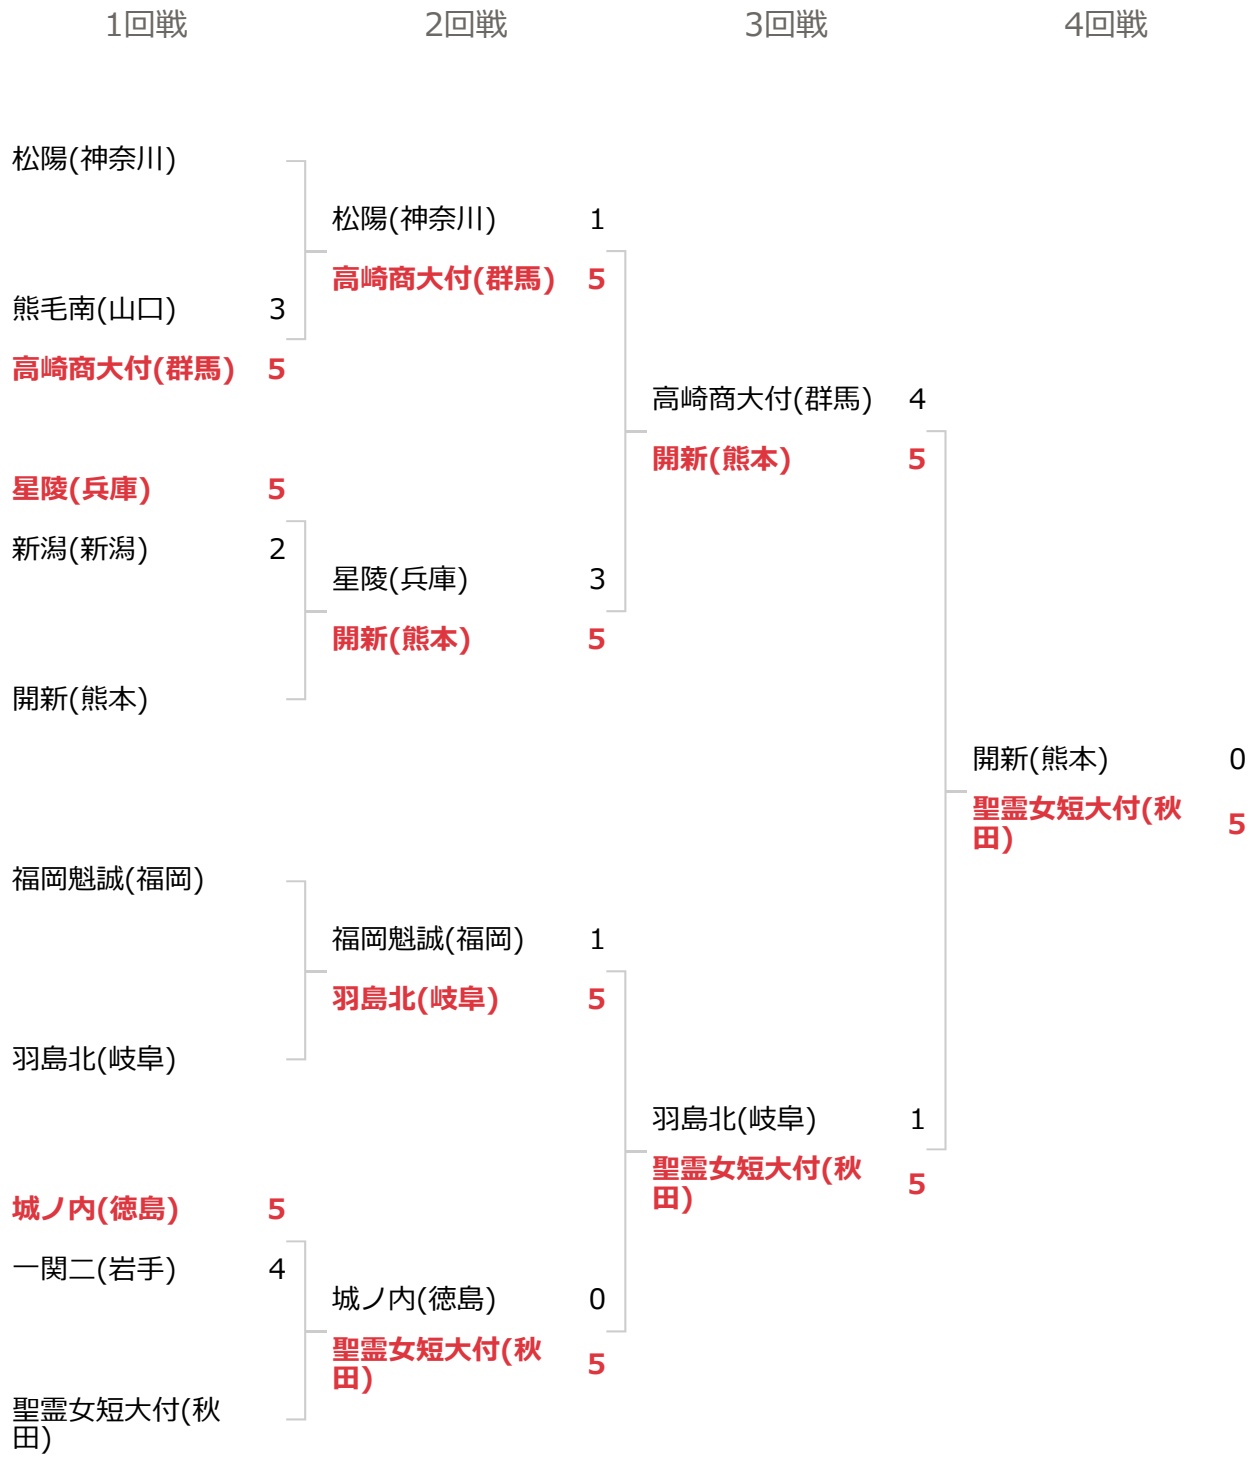 1回戦
2回戦
3回戦
4回戦
松陽(神奈川)
熊毛南(山口) 3
高崎商大付(群馬) 5
星陵(兵庫) 5
新潟(新潟) 2
開新(熊本)
福岡魁誠(福岡)
羽島北(岐阜)
城ノ内(徳島) 5
一関二(岩手) 4
聖霊女短大付(秋
田)
松陽(神奈川) 1
高崎商大付(群馬) 5
星陵(兵庫) 3
開新(熊本) 5
福岡魁誠(福岡) 1
羽島北(岐阜) 5
城ノ内(徳島) 0
聖霊女短大付(秋
田) 5
高崎商大付(群馬) 4
開新(熊本) 5
羽島北(岐阜) 1
聖霊女短大付(秋
田) 5
開新(熊本) 0
聖霊女短大付(秋
田) 5